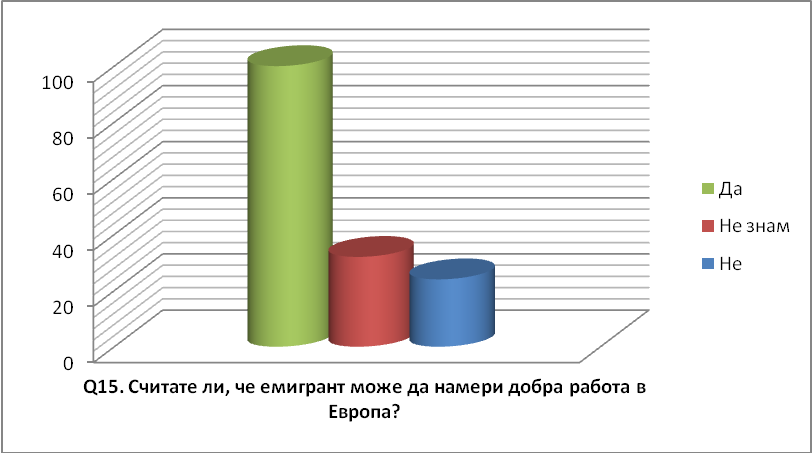 100
80
60
40
20
0
Да
Не знам
Не
Q15. Считате ли, че емигрант може да намери добра работа в
Европа?